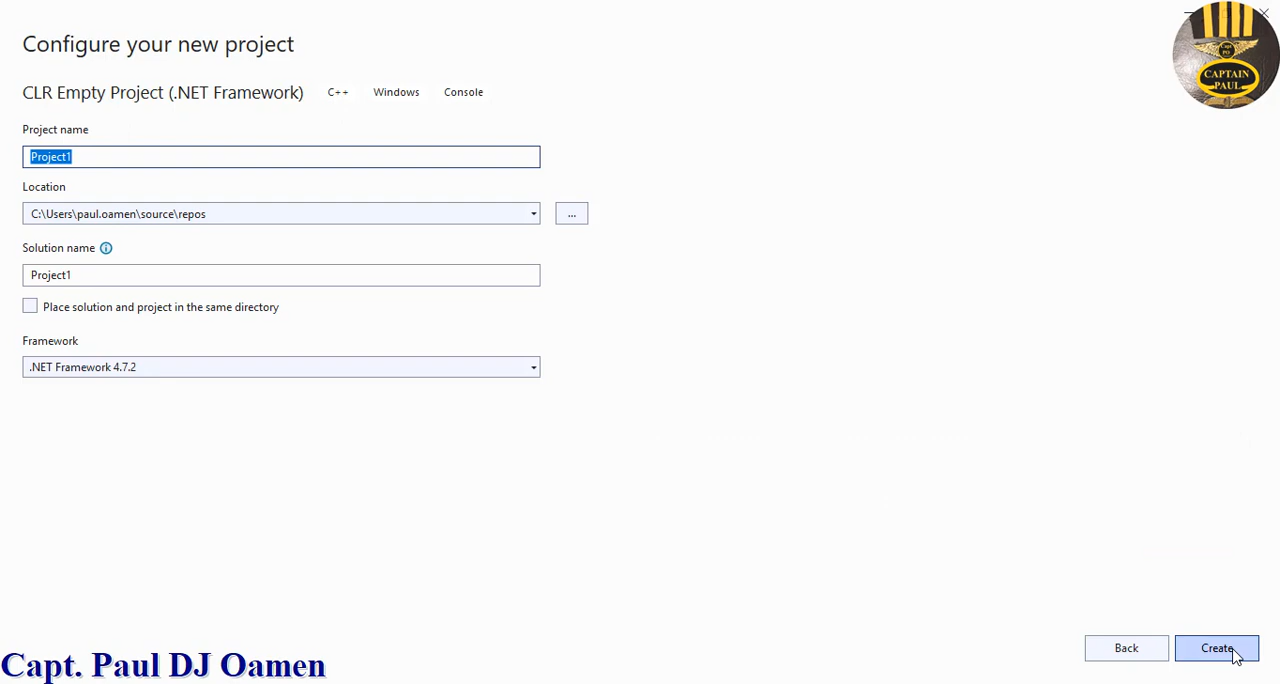 Configure your new project
CLR Empty Project (.NET Framework) C++ Windows Console
Project name
Project1
Location
C:\Users\paul.oamen\source\repos
...
Solution name
Project1
Place solution and project in the same directory
Framework
.NET Framework 4.7.2
Back Create
Capt. Paul DJ Oamen
Capt
PO
CAPTAIN
PAUL